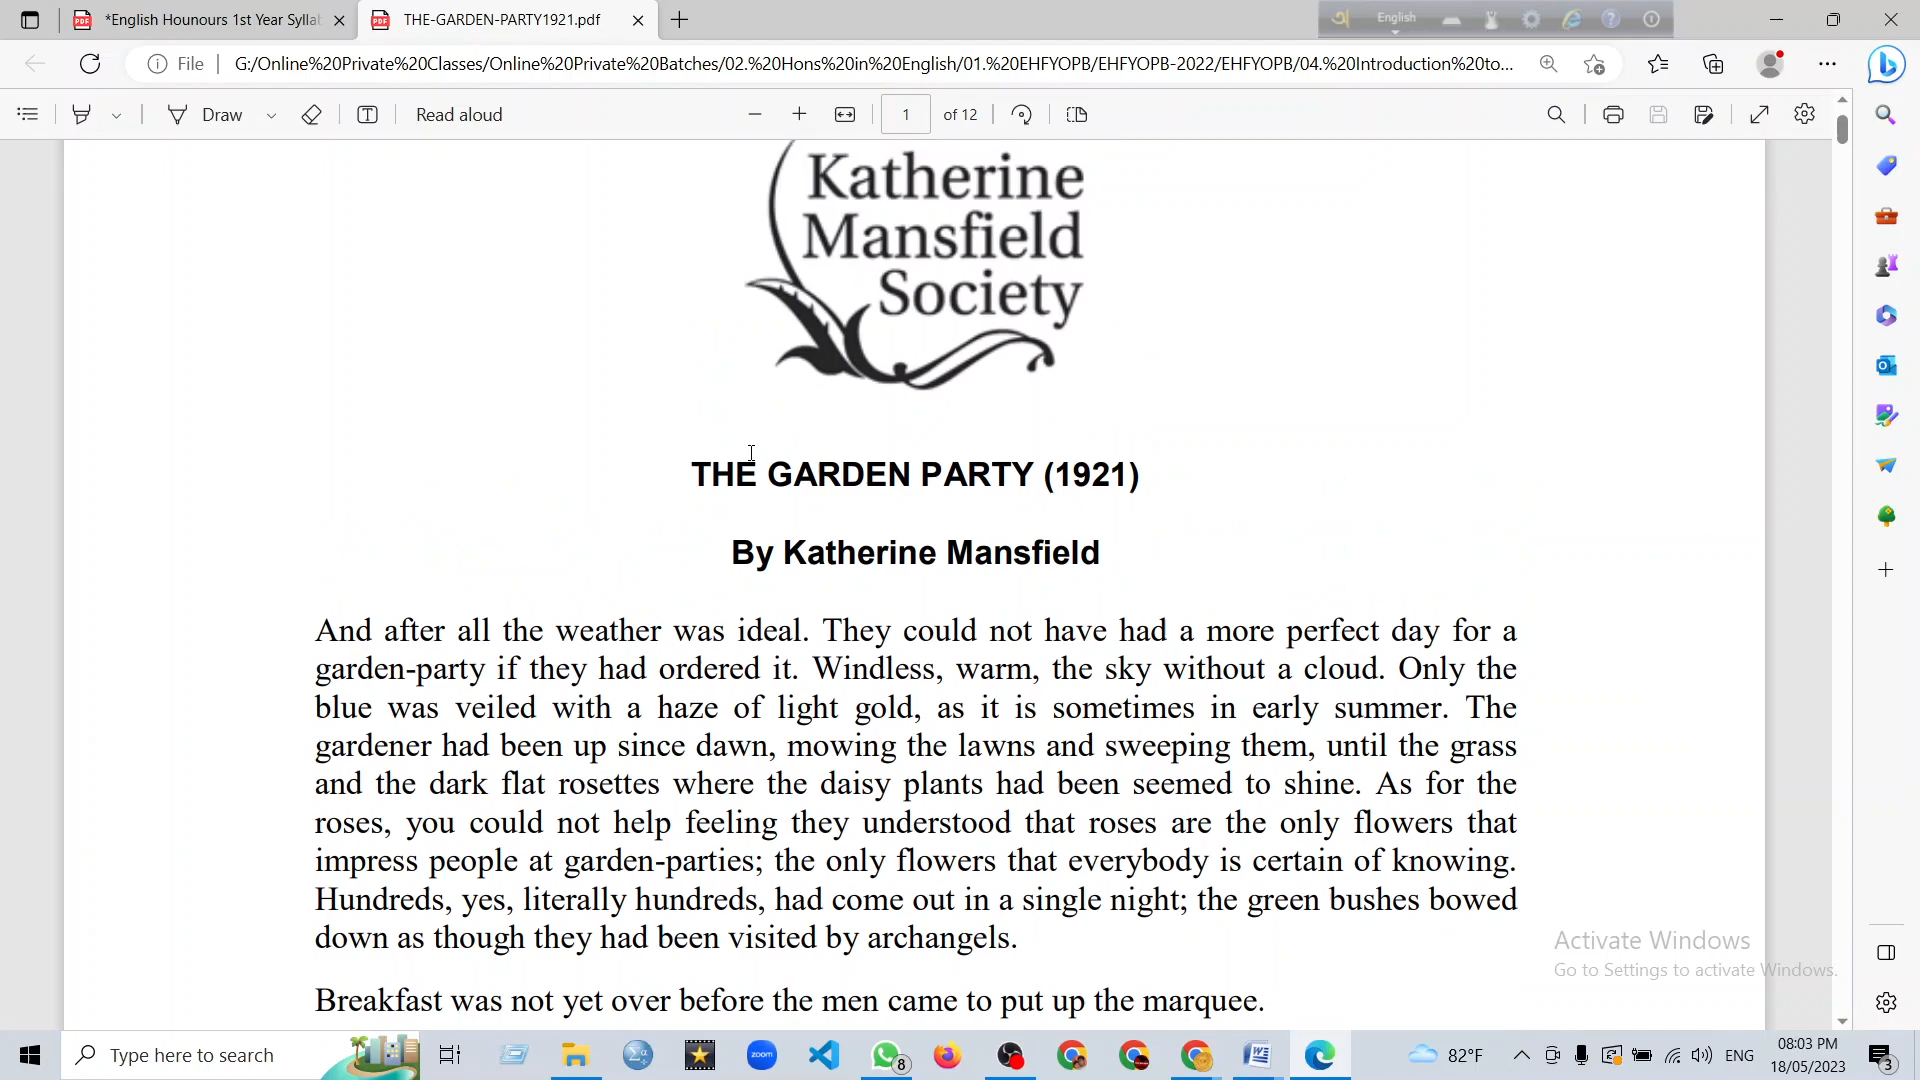 *English Hounours 1st Year Sylla
THE-GARDEN-PARTY1921.pdf
English
File
G:/Online%20Private%20Classes/Online%20Private%20Batches/02.%20Hons%20in%20English/01.%20EHFYOPB/EHFYOPB-2022/EHFYOPB/04.%20Introduction%20to...
Draw
Read aloud
1
of 12
Katherine
Mansfield
Society
THE GARDEN PARTY (1921)
By Katherine Mansfield
And after all the weather was ideal. They could not have had a more perfect day for a
garden-party if they had ordered it. Windless, warm, the sky without a cloud. Only the
blue was veiled with a haze of light gold, as it is sometimes in early summer. The
gardener had been up since dawn, mowing the lawns and sweeping them, until the grass
and the dark flat rosettes where the daisy plants had been seemed to shine. As for the
roses, you could not help feeling they understood that roses are the only flowers that
impress people at garden-parties; the only flowers that everybody is certain of knowing.
Hundreds, yes, literally hundreds, had come out in a single night; the green bushes bowed
down as though they had been visited by archangels.
Breakfast was not yet over before the men came to put up the marquee.
Activate Windows
Go to Settings to activate Windows.
Type here to search
zoom
8
82°F
ENG
08:03 PM
18/05/2023
3